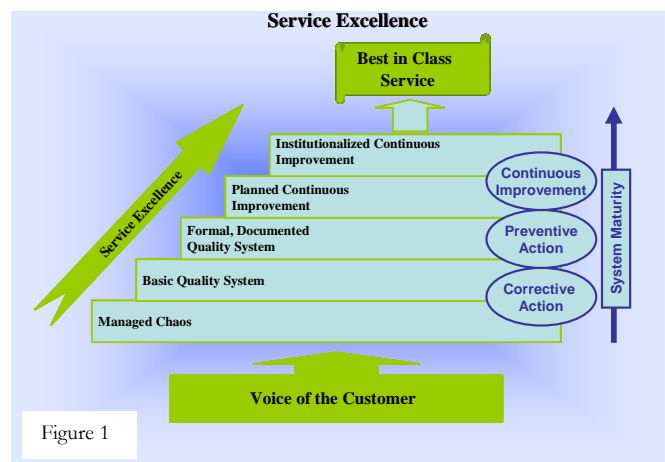 Service Excellence
Best in Class
Service
Institutionalized Continuous
Improvement
Continuous
Improvement
Planned Continuous
Improvement
Service Excellence
System Maturity
Formal, Documented
Quality System
Preventive
Action
Basic Quality System
Corrective
Action
Managed Chaos
Voice of the Customer
Figure 1